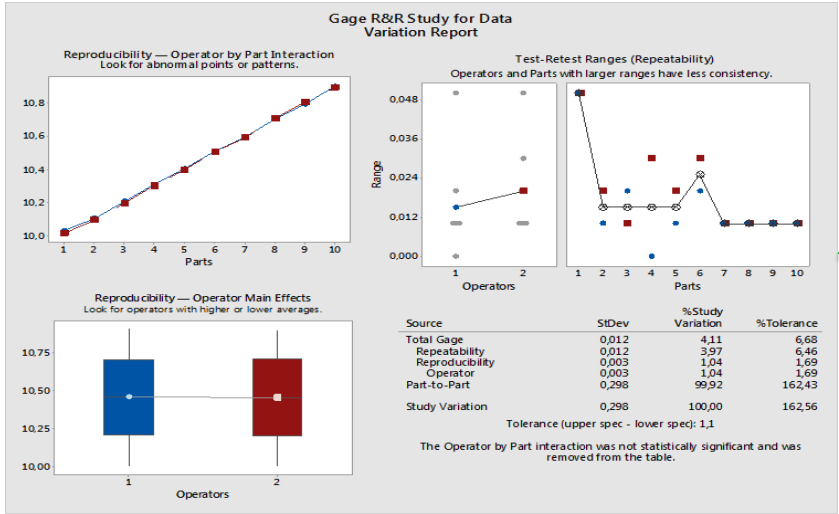 Gage R&R Study for Data
Variation Report
Reproducibility — Operator by Part Interaction
Look for abnormal points or patterns.
10,8
10,6
10,4
10,2
10,0
1 2 3 4 5 6 7 8 9 10
Parts
Test-Retest Ranges (Repeatability)
Operators and Parts with larger ranges have less consistency.
Range
0,048
0,036
0,024
0,012
0,000
1 2
Operators
1 2 3 4 5 6 7 8 9 10
Parts
Reproducibility — Operator Main Effects
Look for operators with higher or lower averages.
10,75
10,50
10,25
10,00
1 2
Operators
%Study
Source StDev Variation %Tolerance
Total Gage 0,012 4,11 6,68
Repeatability 0,012 3,97 6,46
Reproducibility 0,003 1,04 1,69
Operator 0,003 1,04 1,69
Part-to-Part 0,298 99,92 162,43
Study Variation 0,298 100,00 162,56
Tolerance (upper spec - lower spec): 1,1
The Operator by Part interaction was not statistically significant and was
removed from the table.